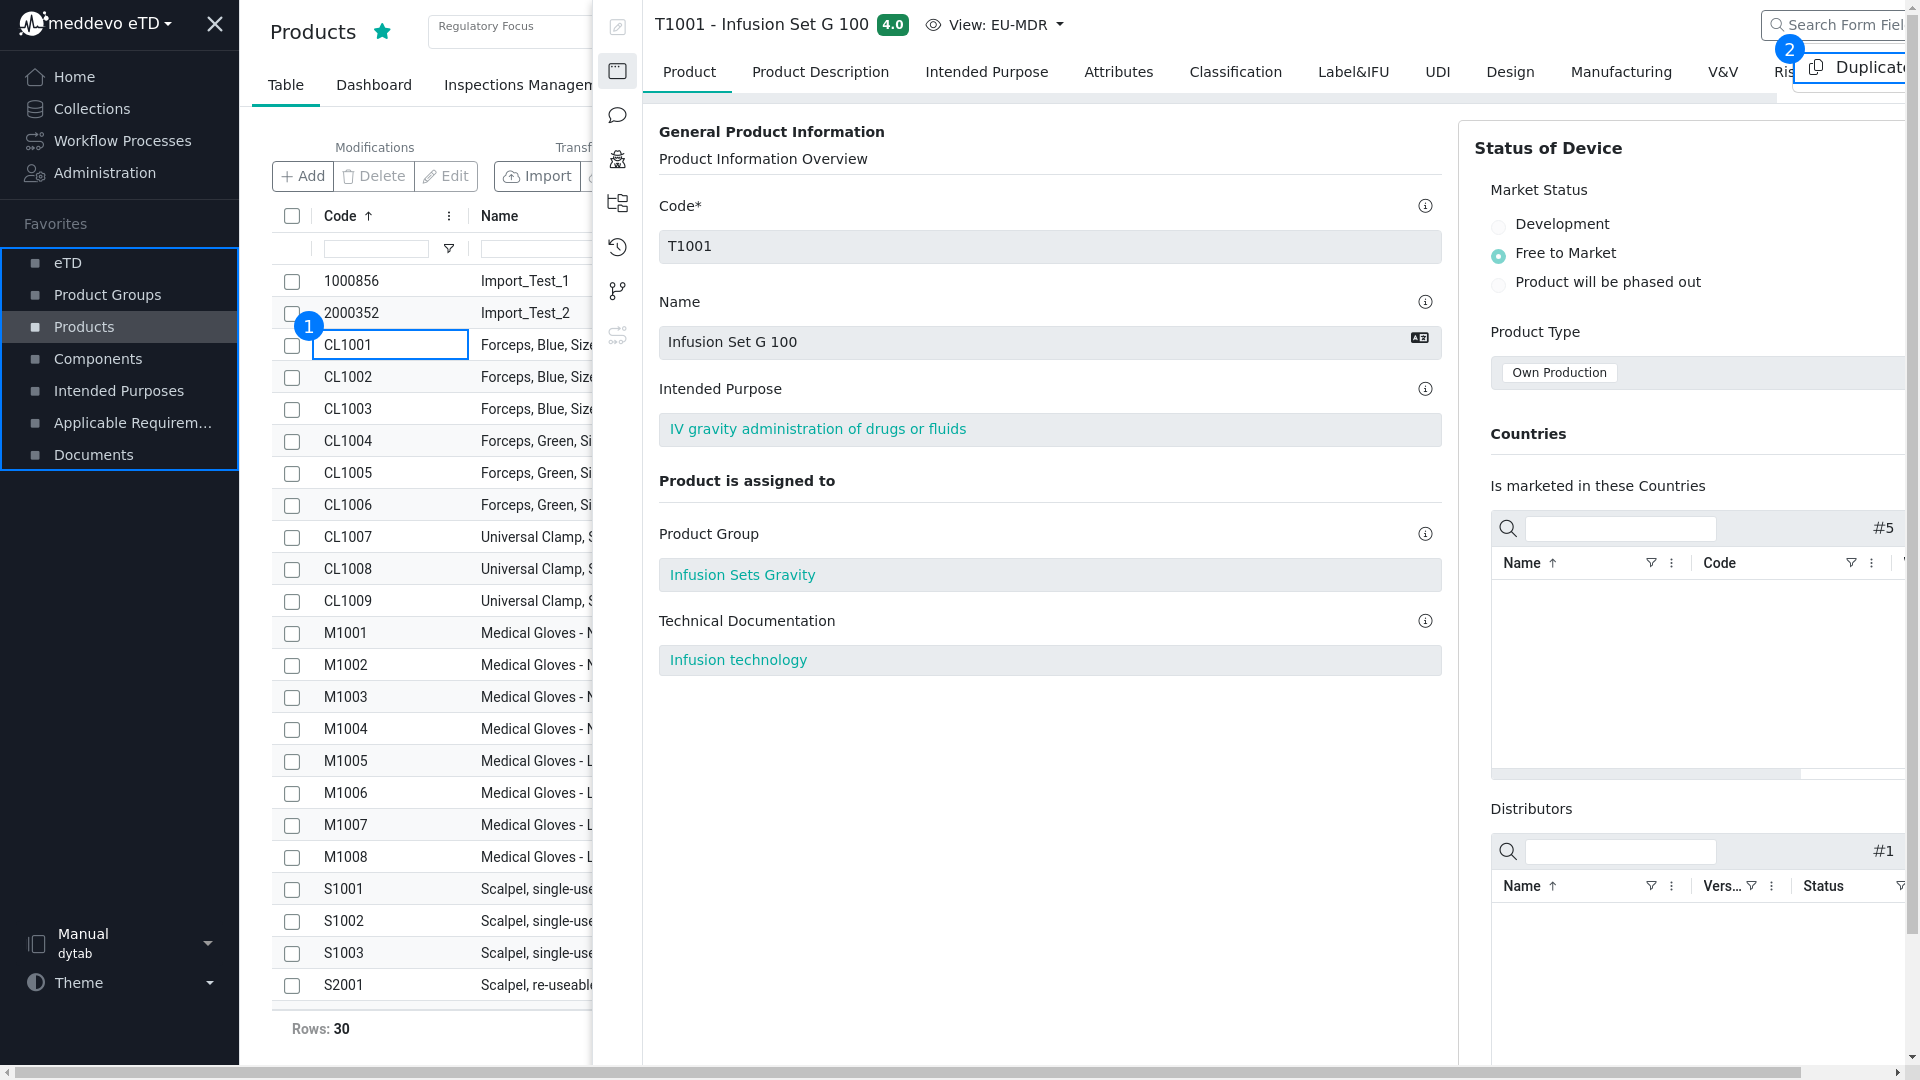 meddevo eTD
Home
Collections
Workflow Processes
Administration
Favorites
eTD
Product Groups
Products
Components
Intended Purposes
Applicable Requirem...
Documents
Manual
dytab
Theme
Products
Regulatory Focus
Table
Dashboard
Inspections Managem
Modifications
Add
Delete
Edit
Import
Code
Name
1000856 Import_Test_1
2000352 Import_Test_2
1
CL1001 Forceps, Blue, Size
CL1002 Forceps, Blue, Size
CL1003 Forceps, Blue, Size
CL1004 Forceps, Green, Si
CL1005 Forceps, Green, Si
CL1006 Forceps, Green, Si
CL1007 Universal Clamp, S
CL1008 Universal Clamp, S
CL1009 Universal Clamp, S
M1001 Medical Gloves - N
M1002 Medical Gloves - N
M1003 Medical Gloves - N
M1004 Medical Gloves - N
M1005 Medical Gloves - L
M1006 Medical Gloves - L
M1007 Medical Gloves - L
M1008 Medical Gloves - L
S1001 Scalpel, single-use
S1002 Scalpel, single-use
S1003 Scalpel, single-use
S2001 Scalpel, re-useabl
Rows: 30
T1001 - Infusion Set G 100 4.0 View: EU-MDR
Search Form Fiel
2
Duplicate
Product
Product Description
Intended Purpose
Attributes
Classification
Label&IFU
UDI
Design
Manufacturing
V&V
General Product Information
Product Information Overview
Code*
T1001
Name
Infusion Set G 100
Intended Purpose
IV gravity administration of drugs or fluids
Product is assigned to
Product Group
Infusion Sets Gravity
Technical Documentation
Infusion technology
Status of Device
Market Status
Development
Free to Market
Product will be phased out
Product Type
Own Production
Countries
Is marketed in these Countries
#5
Name
Code
Distributors
#1
Name
Vers...
Status